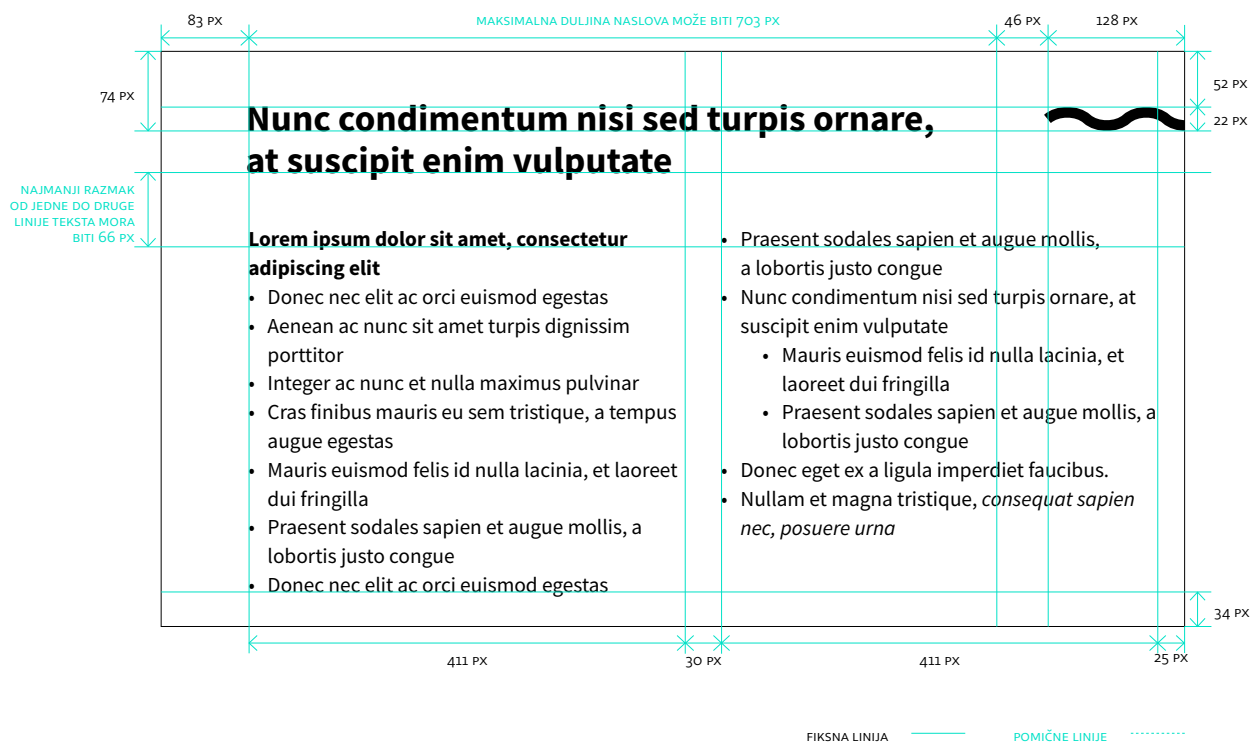 83 PX
MAKSIMALNA DULJINA NASLOVA MOŽE BITI 703 PX
46 PX
128 PX
74 PX
52 PX
22 PX
Nunc condimentum nisi sed turpis ornare,
at suscipit enim vulputate
NAJMANJI RAZMAK
OD JEDNE DO DRUGE
LINIJE TEKSTA MORA
BITI 66 PX
Lorem ipsum dolor sit amet, consectetur
adipiscing elit
• Donec nec elit ac orci euismod egestas
• Aenean ac nunc sit amet turpis dignissim
porttitor
• Integer ac nunc et nulla maximus pulvinar
• Cras finibus mauris eu sem tristique, a tempus
augue egestas
• Mauris euismod felis id nulla lacinia, et laoreet
dui fringilla
• Praesent sodales sapien et augue mollis, a
lobortis justo congue
• Donec nec elit ac orci euismod egestas
• Praesent sodales sapien et augue mollis,
a lobortis justo congue
• Nunc condimentum nisi sed turpis ornare, at
suscipit enim vulputate
• Mauris euismod felis id nulla lacinia, et
laoreet dui fringilla
• Praesent sodales sapien et augue mollis, a
lobortis justo congue
• Donec eget ex a ligula imperdiet faucibus.
• Nullam et magna tristique, consequat sapien
nec, posuere urna
34 PX
411 PX
30 PX
411 PX
25 PX
FIKSNA LINIJA
POMIČNE LINIJE